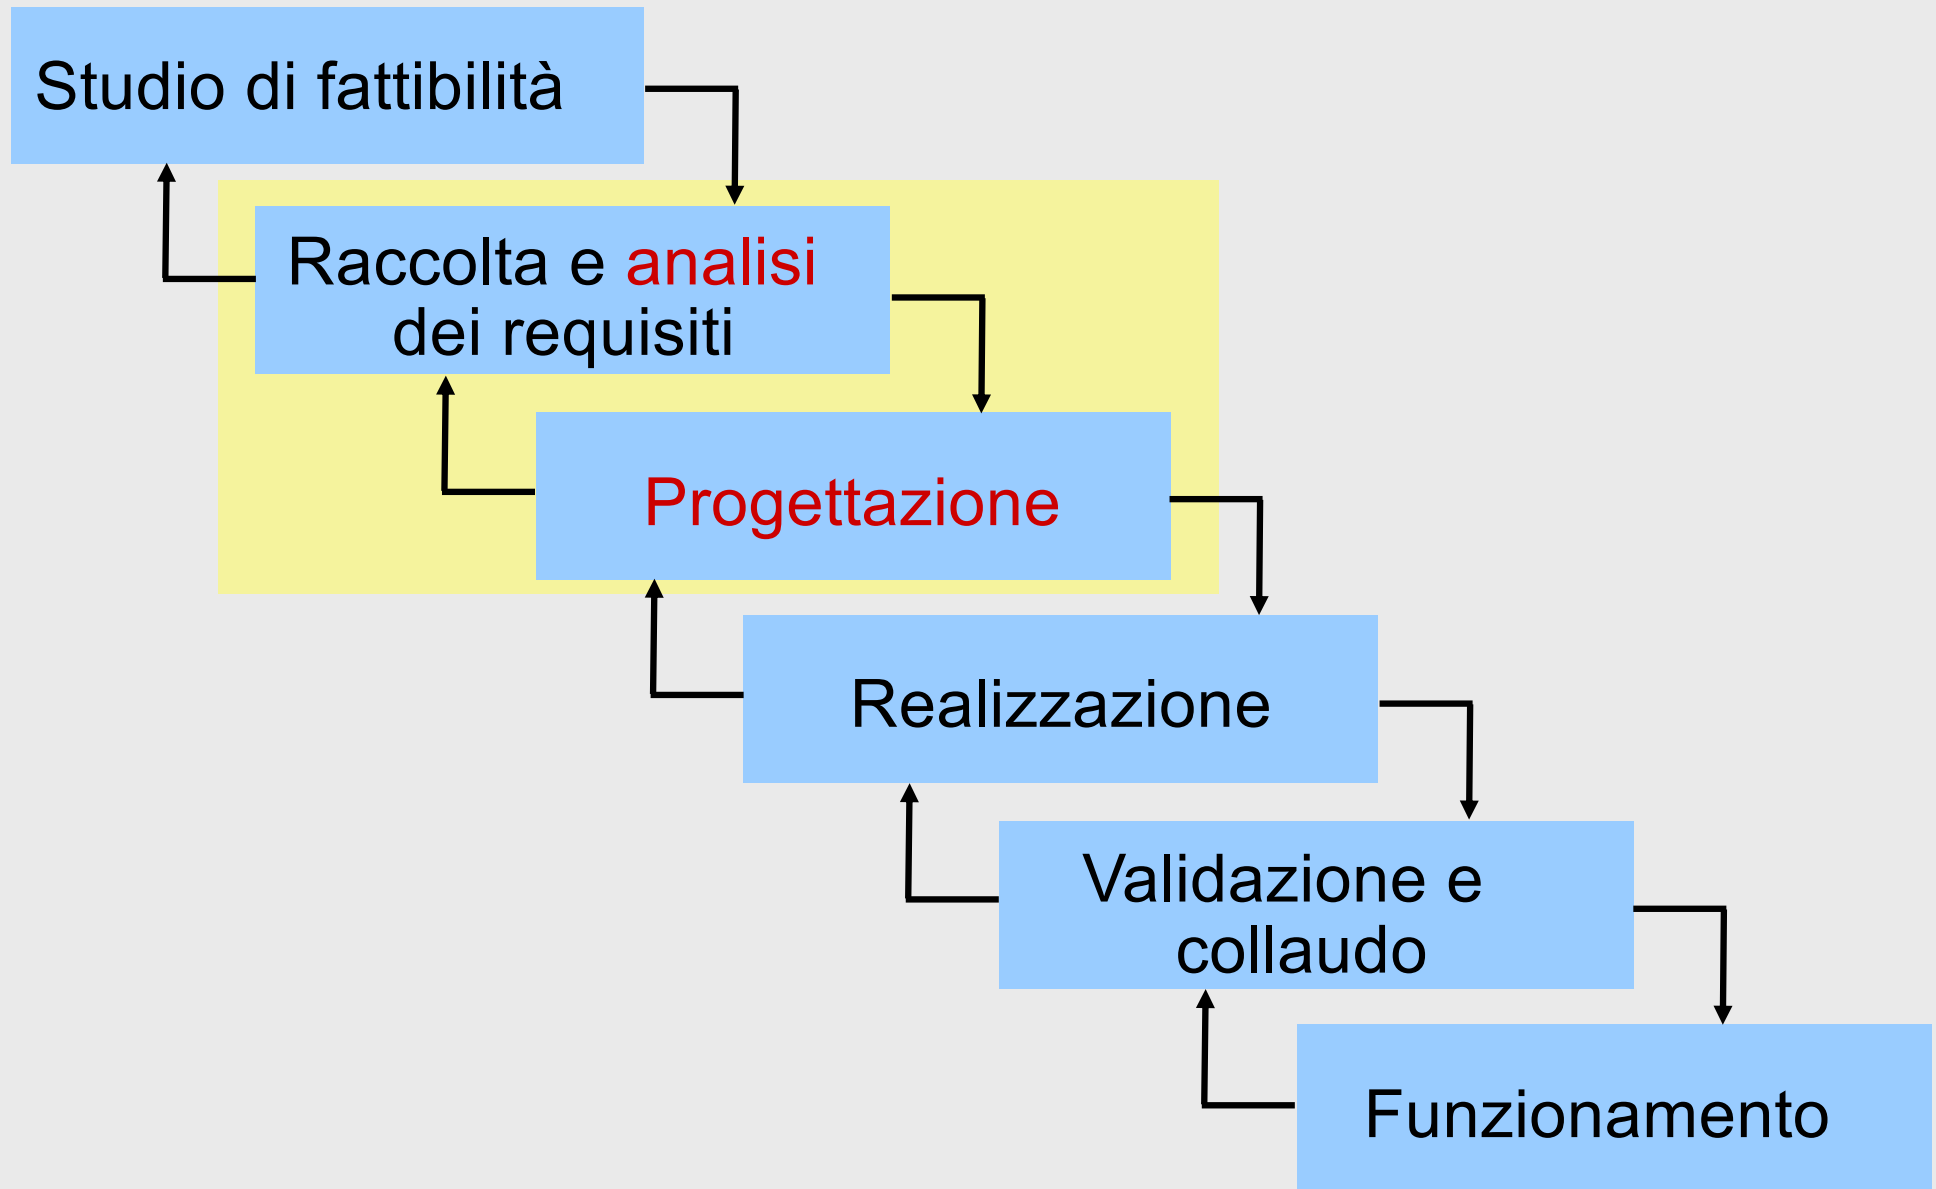 Studio di fattibilità
Raccolta e analisi
dei requisiti
Progettazione
Realizzazione
Validazione e
collaudo
Funzionamento